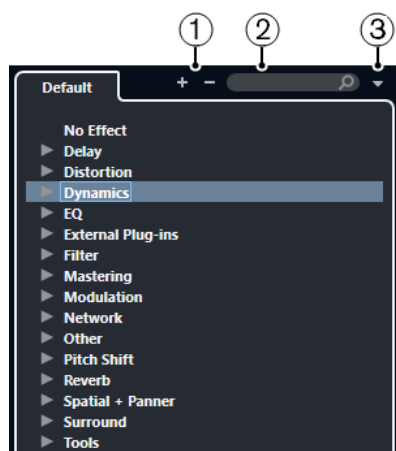 1 2 3
Default + −
No Effect
Delay
Distortion
Dynamics
EQ
External Plug-ins
Filter
Mastering
Modulation
Network
Other
Pitch Shift
Reverb
Spatial + Panner
Surround
Tools